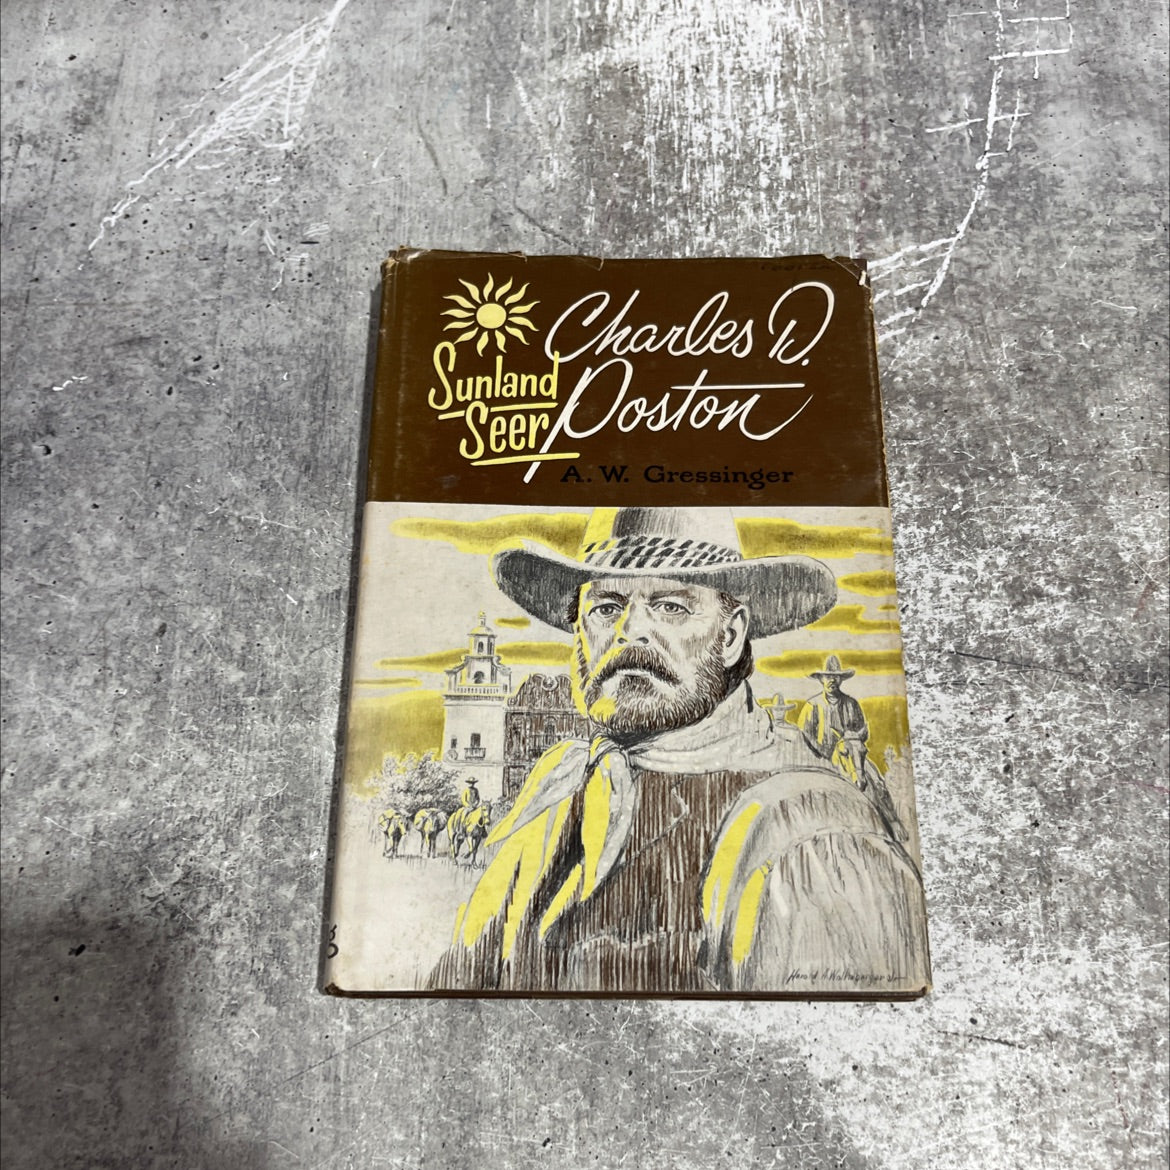 Charles D.
Poston
Sunland
Seer
A. W. Gressinger